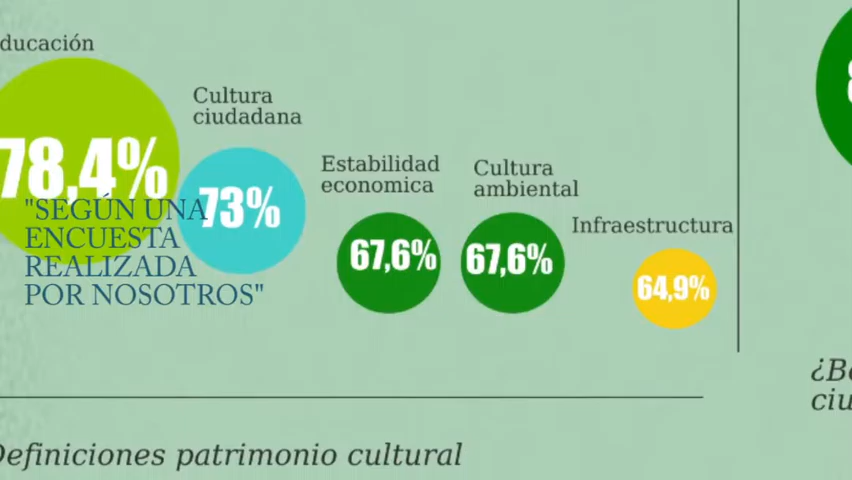 ducación
Cultura
ciudadana
Estabilidad
economica
Cultura
ambiental
Infraestructura
78,4%
73%
67,6%
67,6%
64,9%
"SEGÚN UNA
ENCUESTA
REALIZADA
POR NOSOTROS"
Definiciones patrimonio cultural
¿B
ciu